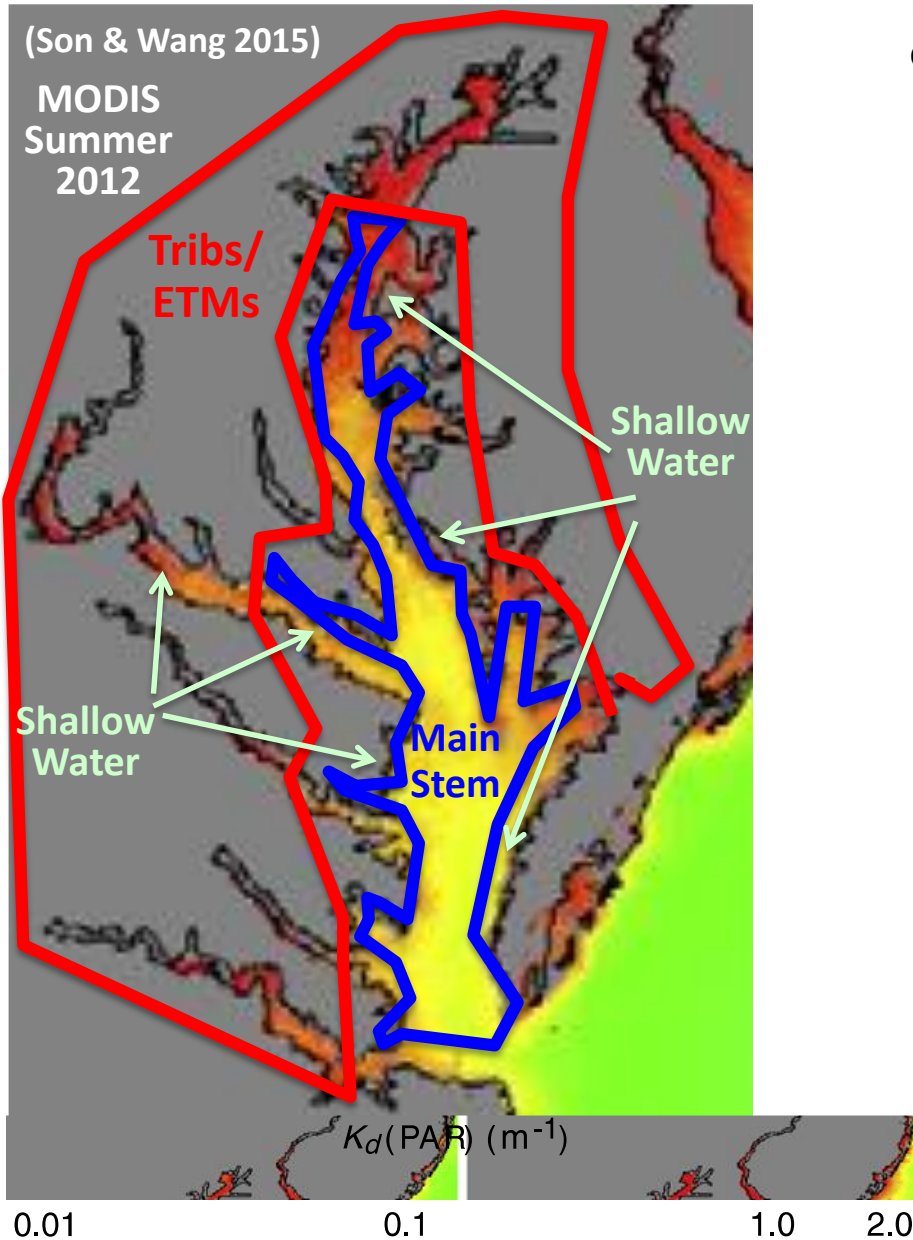 (Son & Wang 2015)
MODIS
Summer
2012
Tribs/
ETMs
Shallow
Water
Shallow
Water
Main
Stem
K_d(PAR) (m⁻¹)
0.01 0.1 1.0 2.0